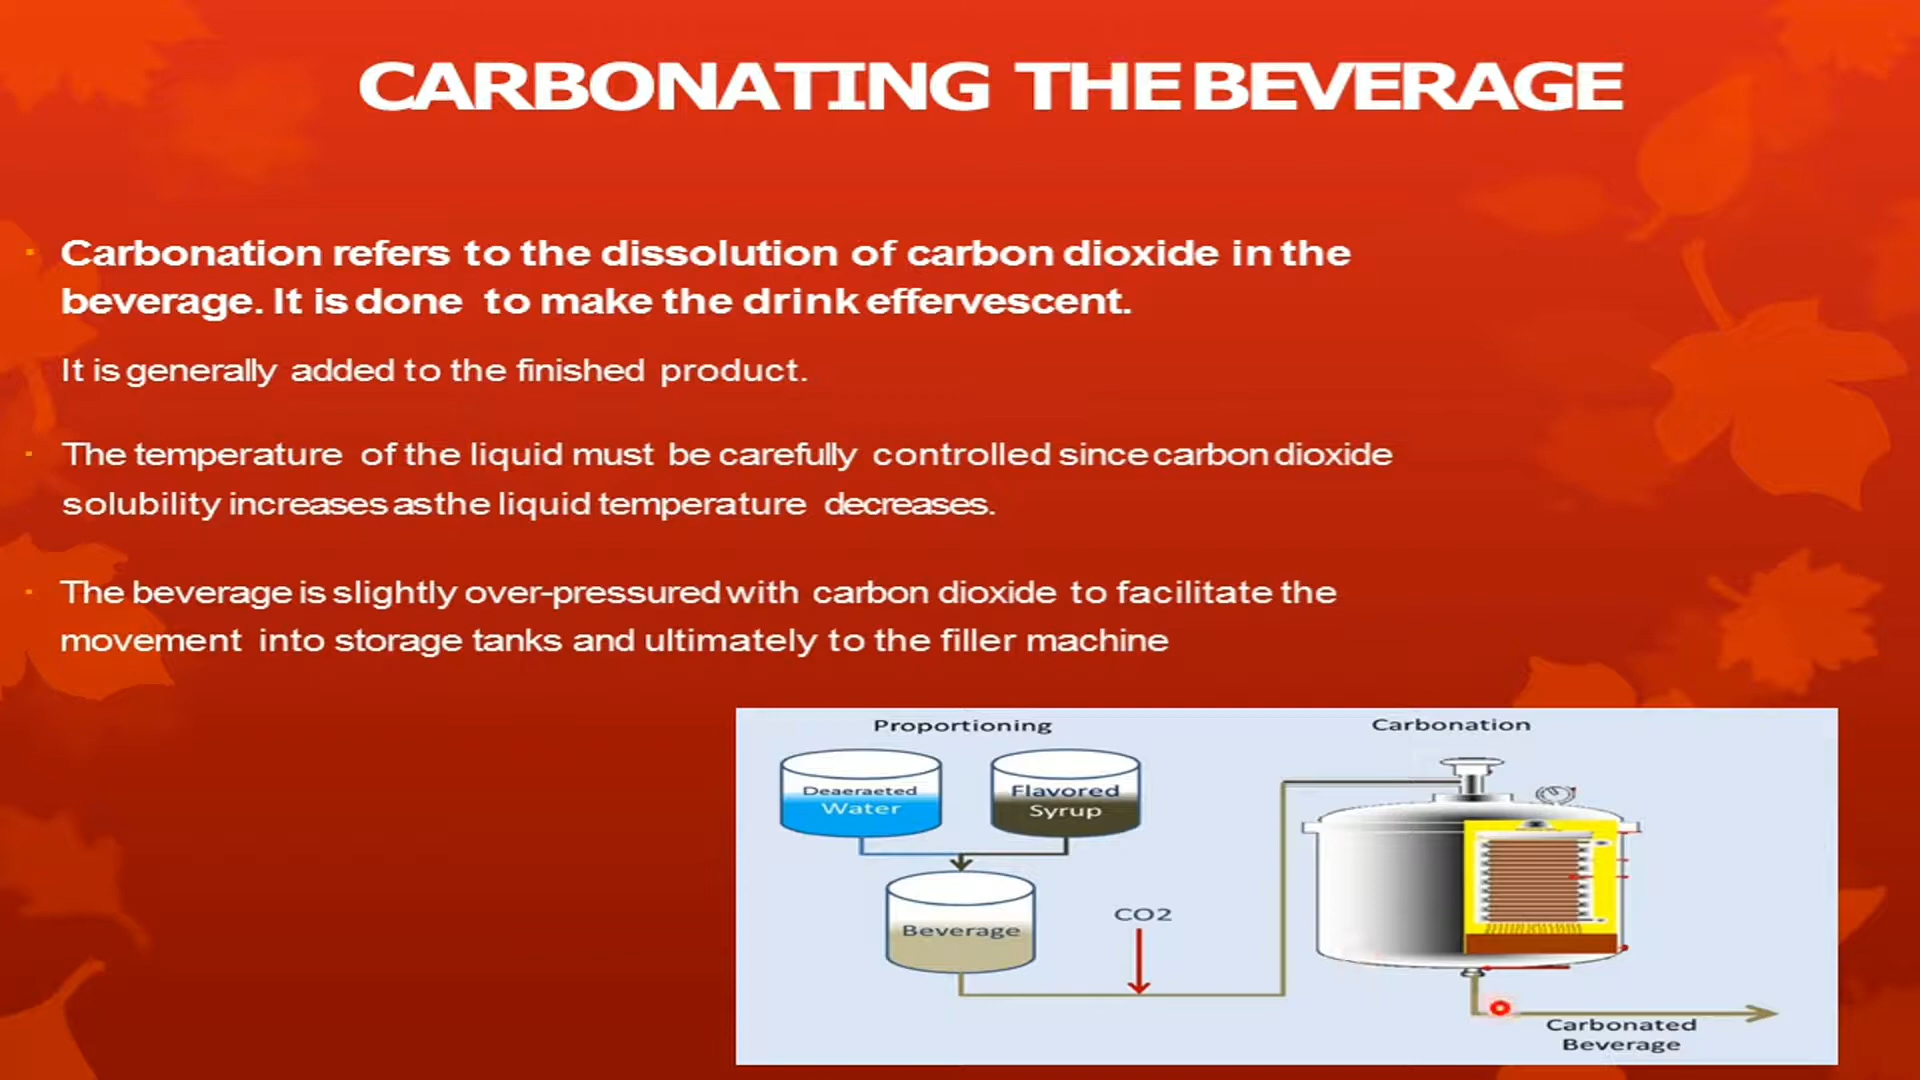 CARBONATING THE BEVERAGE
Carbonation refers to the dissolution of carbon dioxide in the
beverage. It is done to make the drink effervescent.
It is generally added to the finished product.
The temperature of the liquid must be carefully controlled since carbon dioxide
solubility increases as the liquid temperature decreases.
The beverage is slightly over-pressured with carbon dioxide to facilitate the
movement into storage tanks and ultimately to the filler machine
Proportioning
Carbonation
Deaeraeted
Water
Flavored
Syrup
Beverage
CO2
Carbonated
Beverage